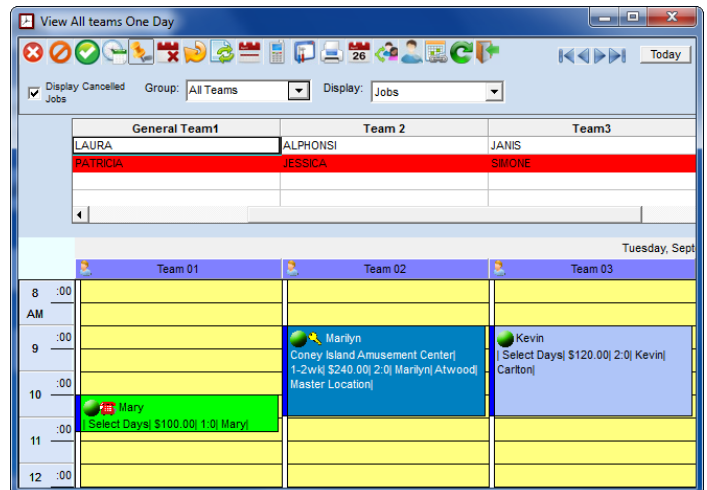 View All teams One Day
26
Today
Display Cancelled
Jobs
Group:
All Teams
Display:
Jobs
General Team1
Team 2
Team3
LAURA
ALPHONSI
JANIS
PATRICIA
JESSICA
SIMONE
Tuesday, Sept
Team 01
Team 02
Team 03
8 :00
AM
9 :00
10 :00
11 :00
12 :00
Marilyn
Coney Island Amusement Center|
1-2wk| $240.00| 2:0| Marilyn| Atwood|
Master Location|
Kevin
| Select Days| $120.00| 2:0| Kevin|
Carlton|
Mary
| Select Days| $100.00| 1:0| Mary|